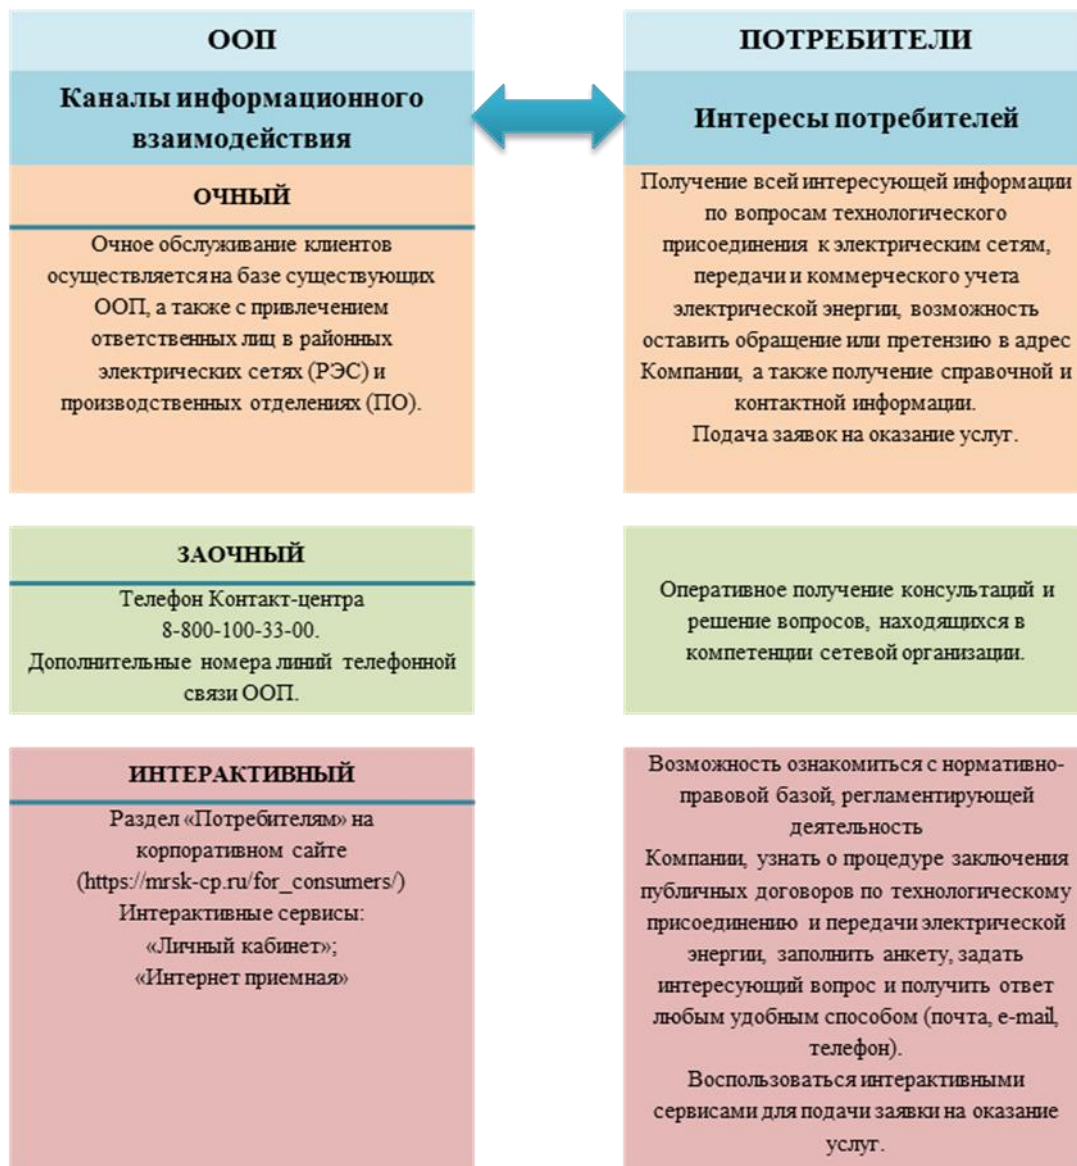 ООП
Каналы информационного
взаимодействия
ОЧНЫЙ
Очное обслуживание клиентов
осуществляется на базе существующих
ООП, а также с привлечением
ответственных лиц в районных
электрических сетях (РЭС) и
производственных отделениях (ПО).
ПОТРЕБИТЕЛИ
Интересы потребителей
Получение всей интересующей информации
по вопросам технологического
присоединения к электрическим сетям,
передачи и коммерческого учета
электрической энергии, возможность
оставить обращение или претензию в адрес
Компании, а также получение справочной и
контактной информации.
Подача заявок на оказание услуг.
ЗАОЧНЫЙ
Телефон Контакт-центра
8-800-100-33-00.
Дополнительные номера линий телефонной
связи ООП.
Оперативное получение консультаций и
решение вопросов, находящихся в
компетенции сетевой организации.
ИНТЕРАКТИВНЫЙ
Раздел «Потребителям» на
корпоративном сайте
(https://mrsk-cp.ru/for_consumers/)
Интерактивные сервисы:
«Личный кабинет»;
«Интернет приемная»
Возможность ознакомиться с нормативно-
правовой базой, регламентирующей
деятельность
Компании, узнать о процедуре заключения
публичных договоров по технологическому
присоединению и передачи электрической
энергии, заполнить анкету, задать
интересующий вопрос и получить ответ
любым удобным способом (почта, e-mail,
телефон).
Воспользоваться интерактивными
сервисами для подачи заявки на оказание
услуг.